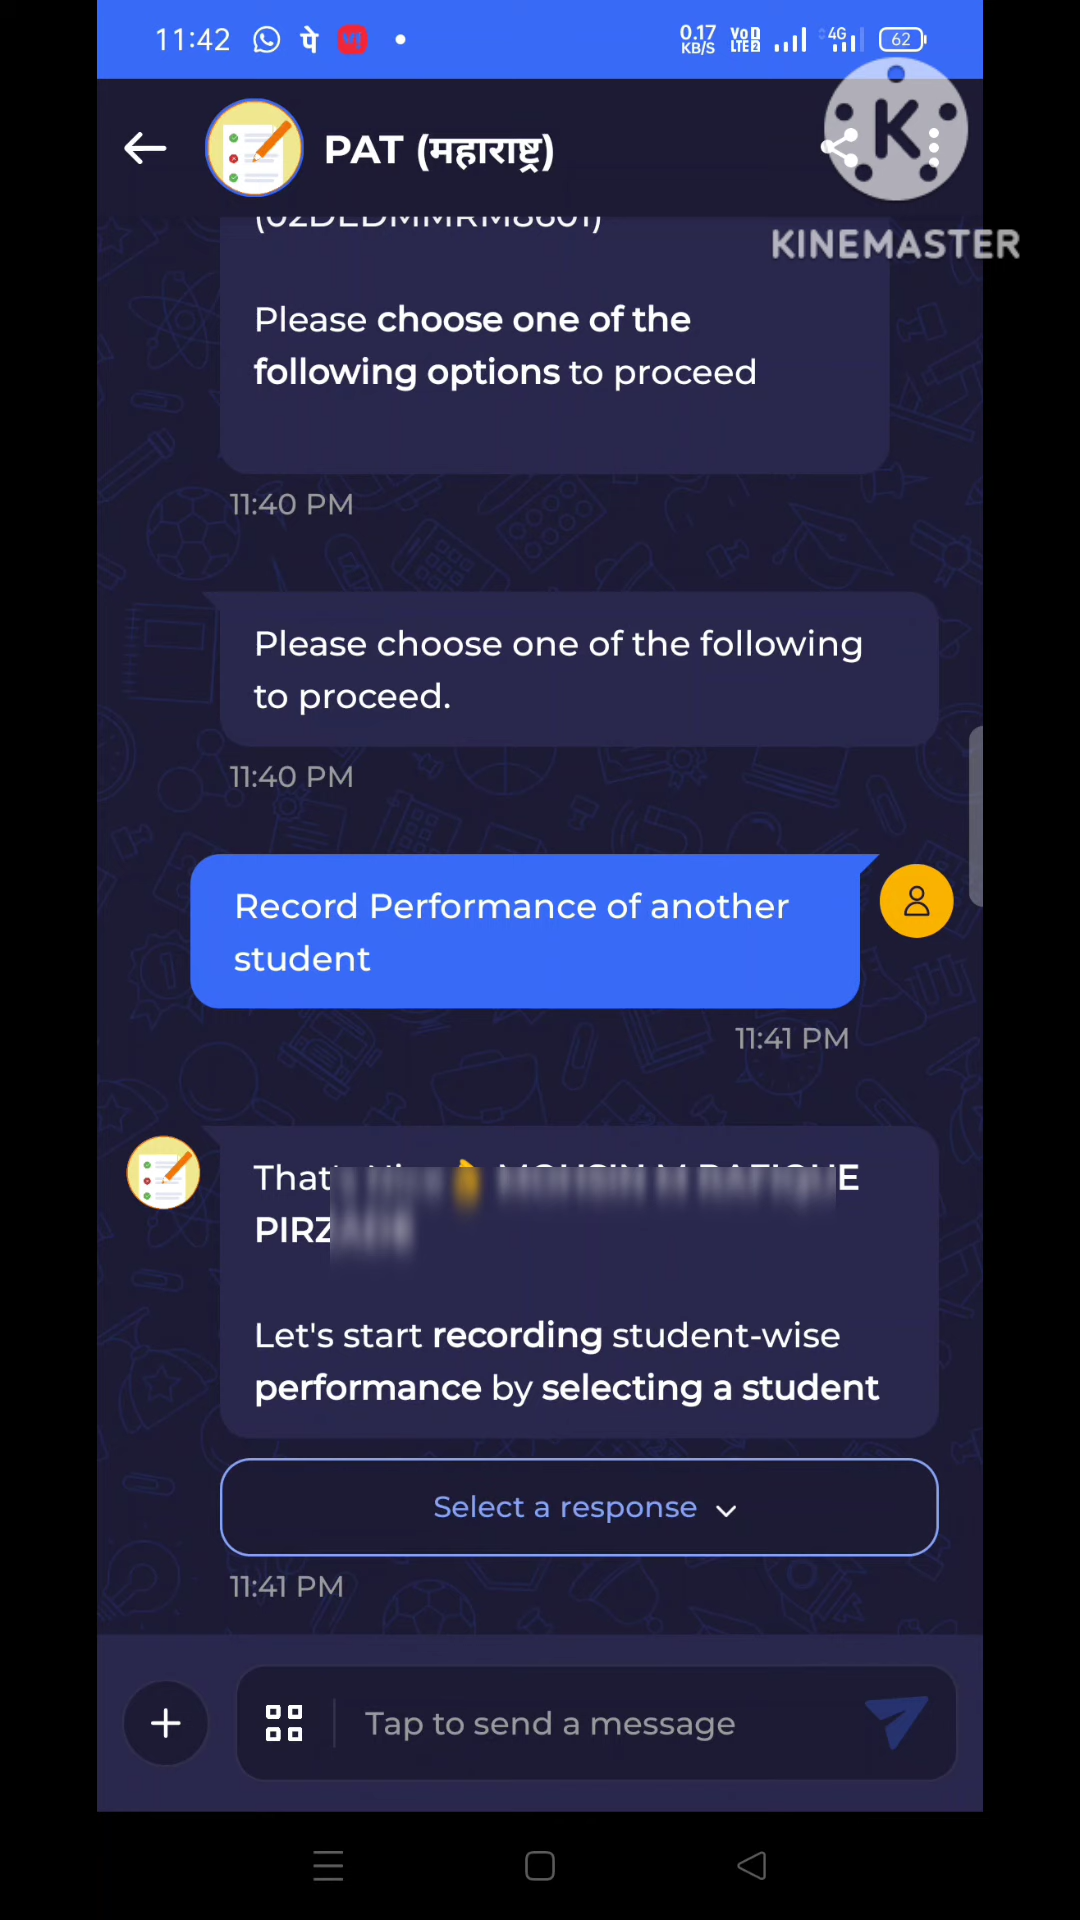 11:42
0.17 KB/S VoD LTE2 4G 62
PAT (महाराष्ट्र)
K
KINEMASTER
Please choose one of the
following options to proceed
11:40 PM
Please choose one of the following
to proceed.
11:40 PM
Record Performance of another
student
11:41 PM
That
Let's start recording student-wise
performance by selecting a student
Select a response
11:41 PM
Tap to send a message